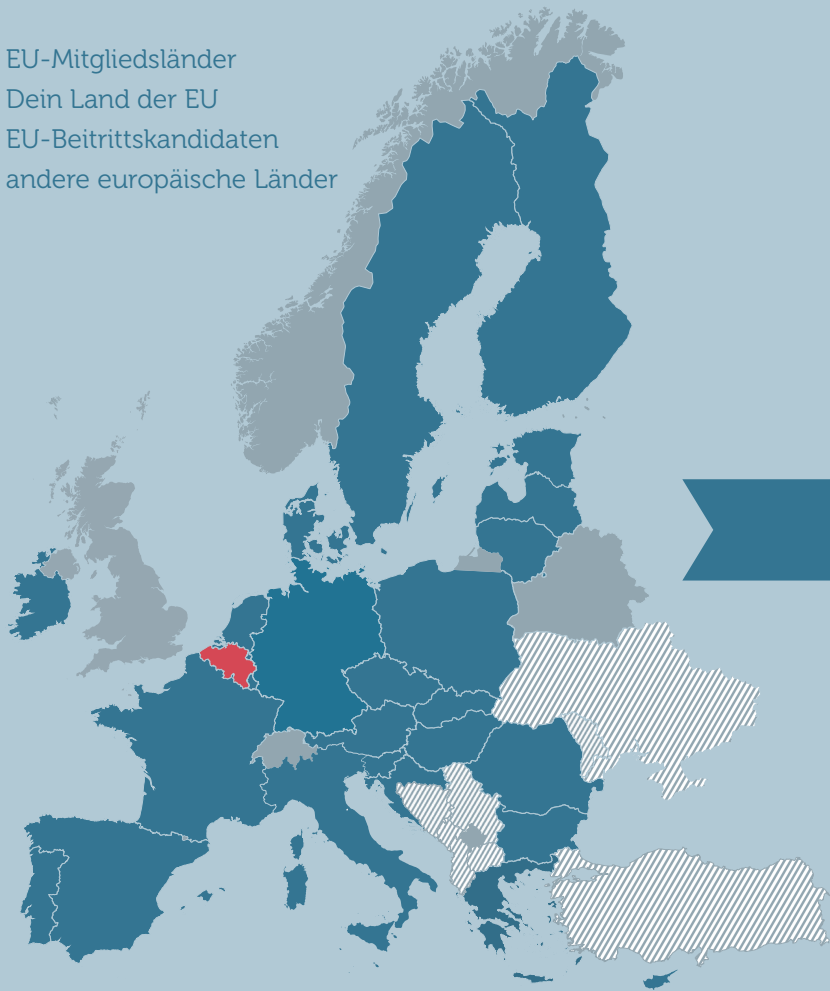 EU-Mitgliedsländer
Dein Land der EU
EU-Beitrittskandidaten
andere europäische Länder